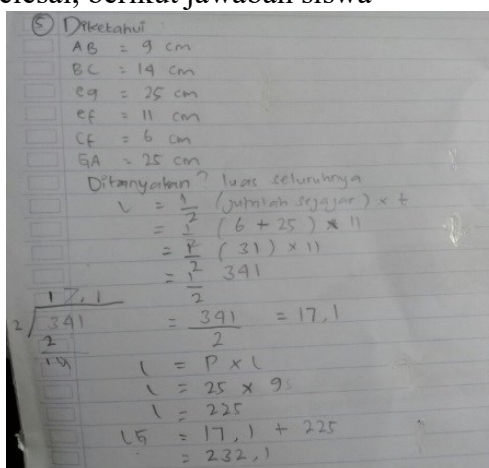 selesai, berikut jawaban siswa
⑤ Diketahui
AB = 9 cm
BC = 14 cm
eg = 25 cm
ef = 11 cm
CF = 6 cm
GA = 25 cm
Ditanyakan? luas seluruhnya
L = 1/2 (jumlah sejajar) x t
= 1/2 (6 + 25) x 11
= 1/2 (31) x 11
= 1/2 341
= 341/2 = 17,1
17,1
2/341
2
14
L = P x L
L = 25 x 9
L = 225
LG = 17,1 + 225
= 232,1